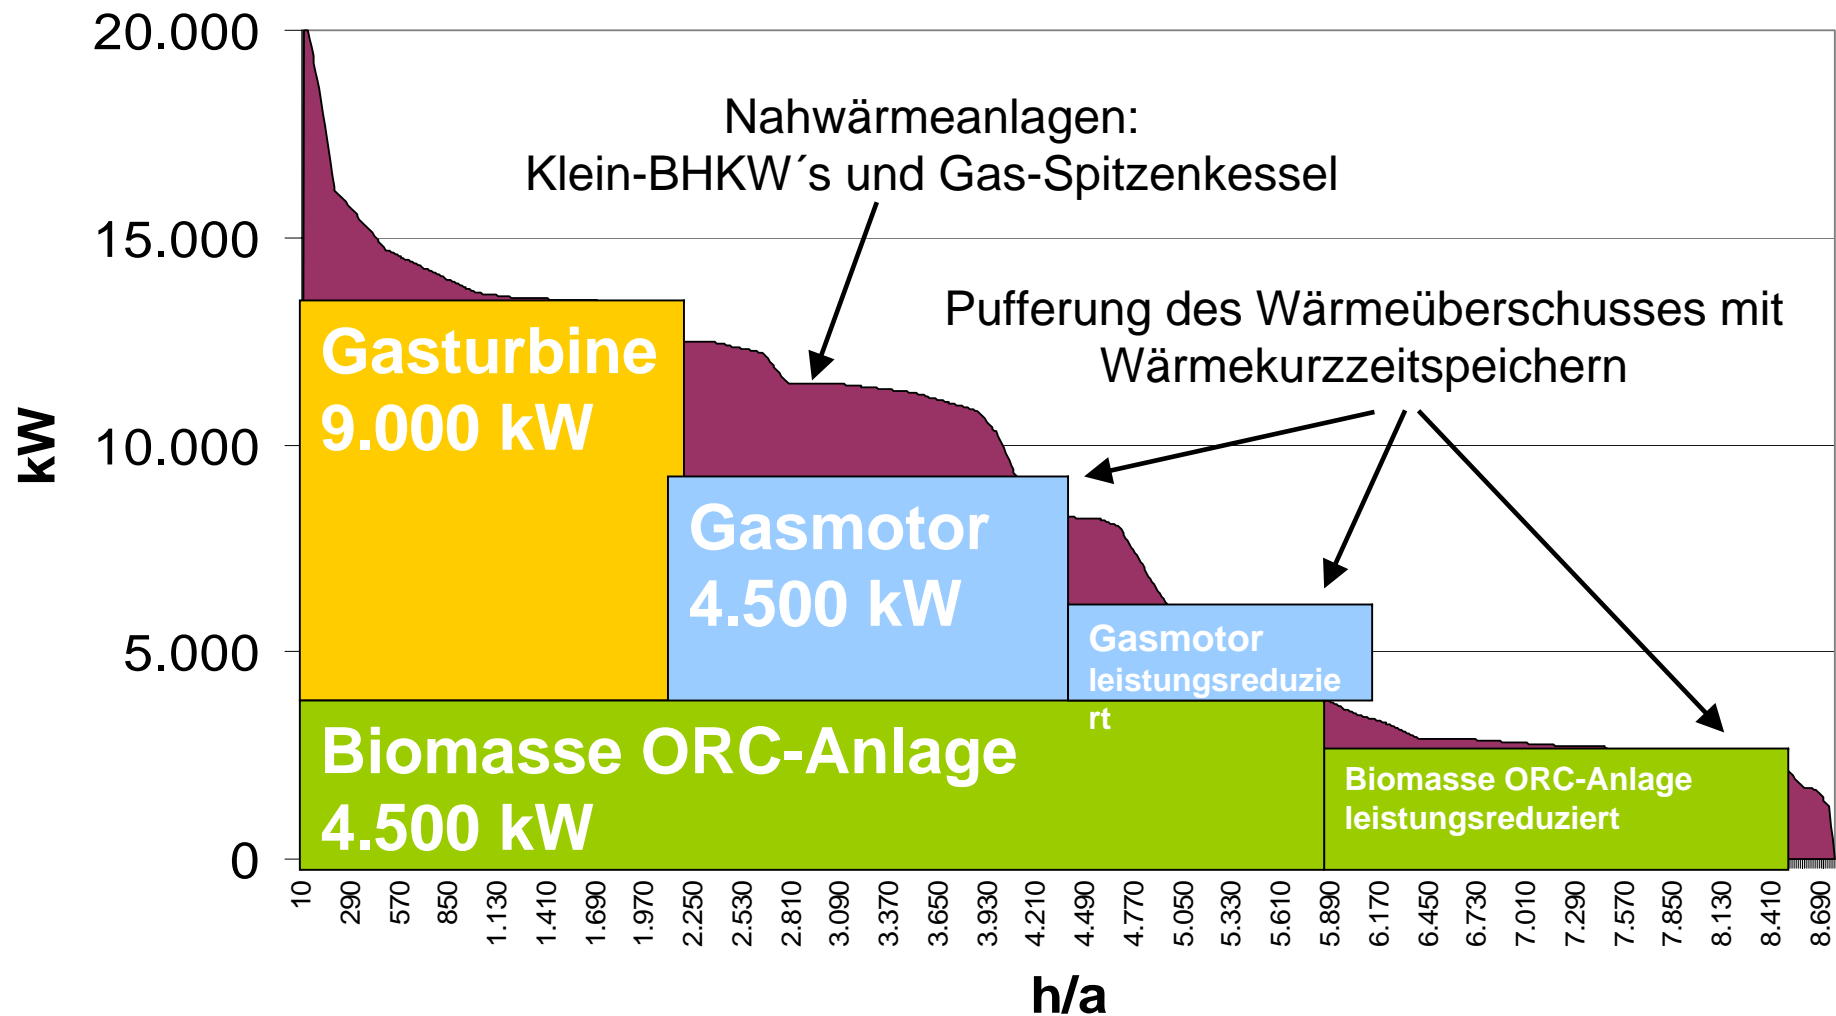 20.000
15.000
10.000
5.000
0
kW
Nahwärmeanlagen:
Klein-BHKW´s und Gas-Spitzenkessel
Pufferung des Wärmeüberschusses mit
Wärmekurzzeitspeichern
Gasturbine
9.000 kW
Gasmotor
4.500 kW
Gasmotor
leistungsreduzie
rt
Biomasse ORC-Anlage
4.500 kW
Biomasse ORC-Anlage
leistungsreduziert
10
290
570
850
1.130
1.410
1.690
1.970
2.250
2.530
2.810
3.090
3.370
3.650
3.930
4.210
4.490
4.770
5.050
5.330
5.610
5.890
6.170
6.450
6.730
7.010
7.290
7.570
7.850
8.130
8.410
8.690
h/a